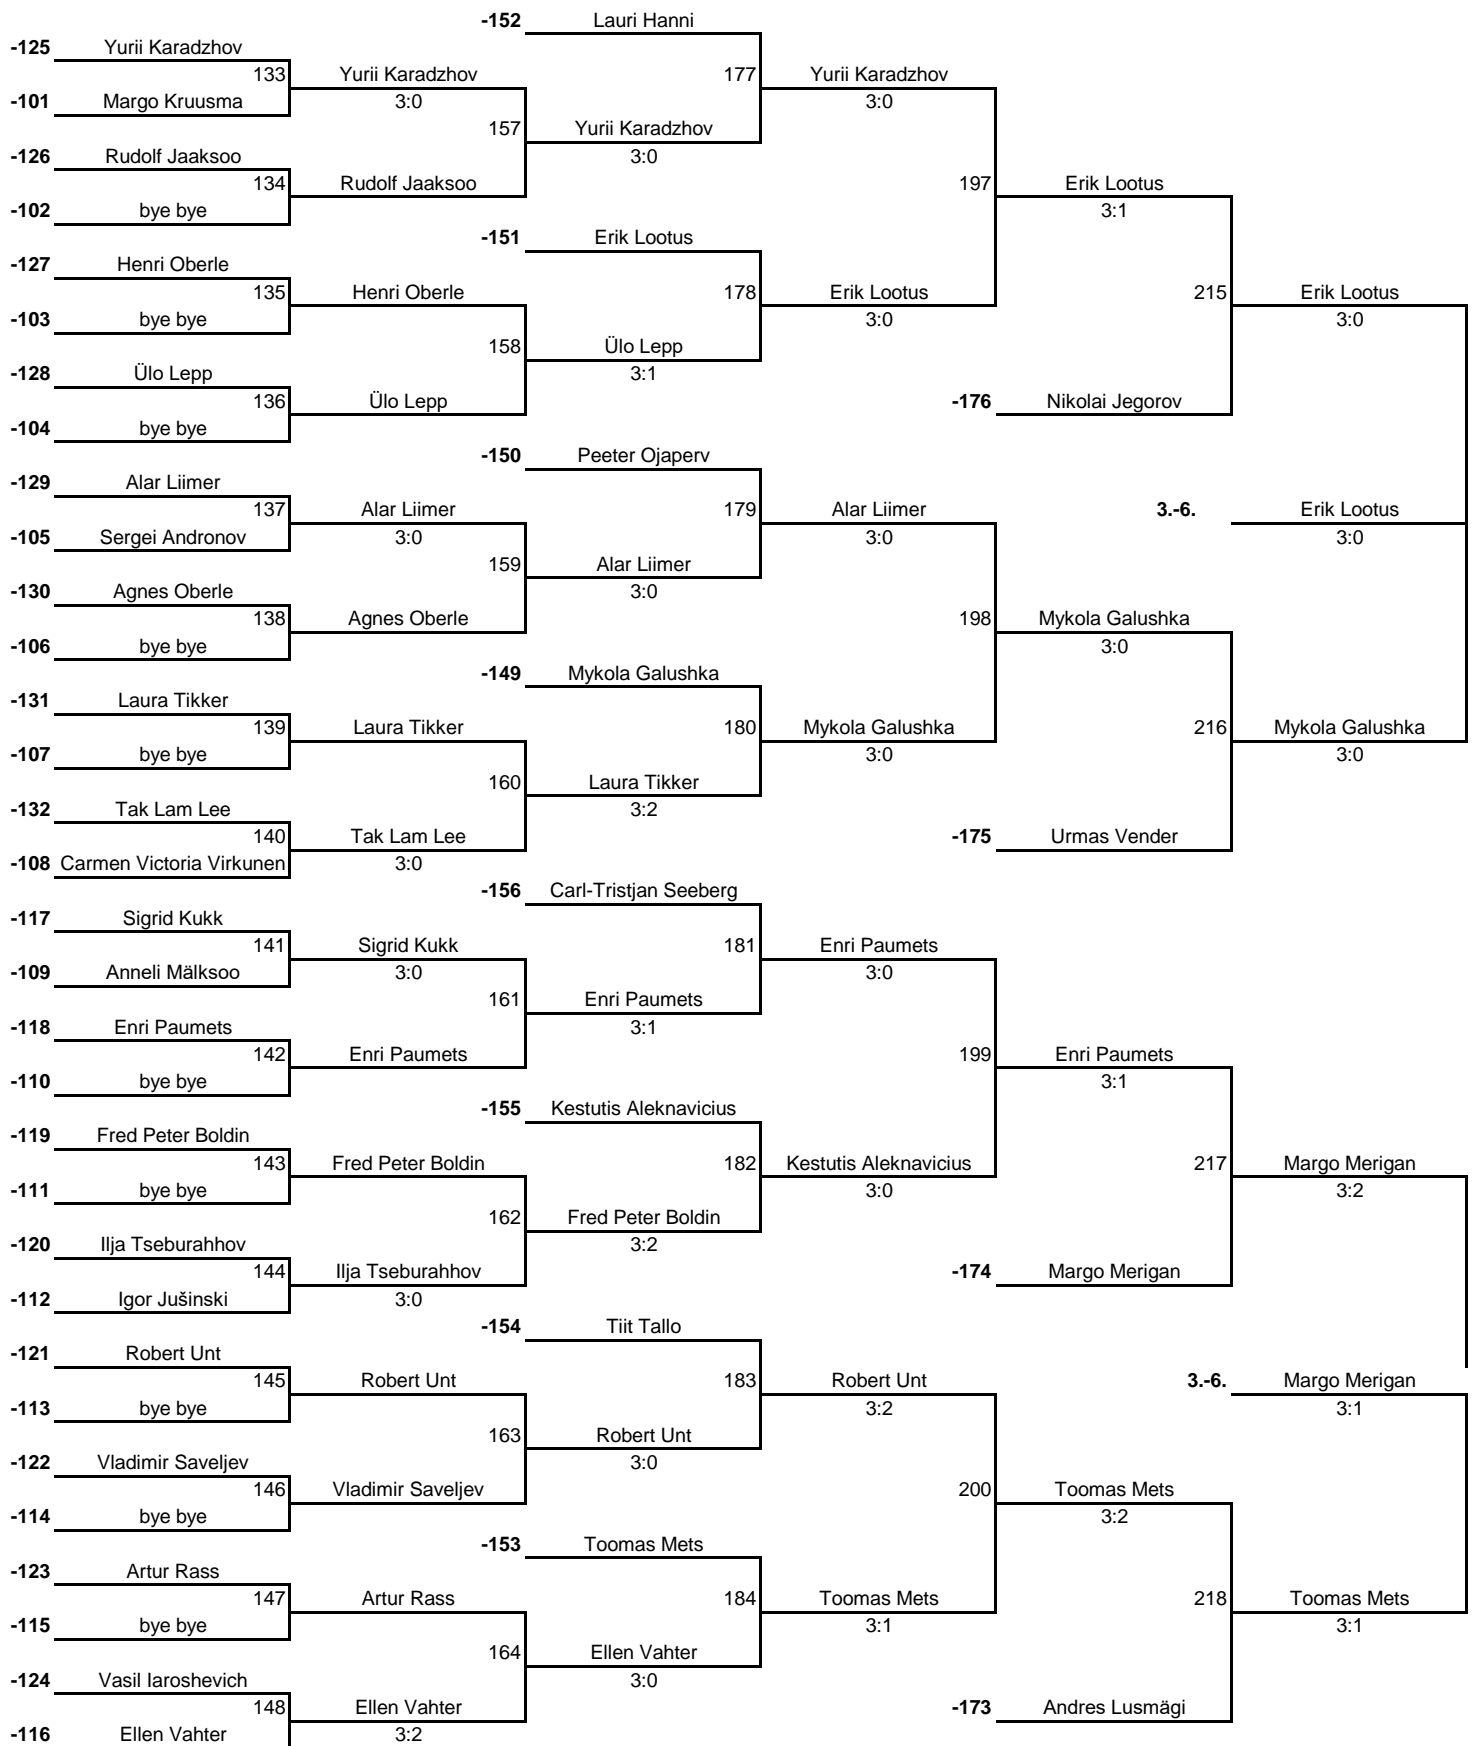 -152 Lauri Hanni
-125 Yurii Karadzhov
133 Yurii Karadzhov 177 Yurii Karadzhov
-101 Margo Kruusma 3:0 3:0
157 Yurii Karadzhov
-126 Rudolf Jaaksoo 3:0
134 Rudolf Jaaksoo 197 Erik Lootus
-102 bye bye 3:1
-151 Erik Lootus
-127 Henri Oberle
135 Henri Oberle 178 Erik Lootus 215 Erik Lootus
-103 bye bye 3:0 3:0
158 Ülo Lepp
-128 Ülo Lepp 3:1
136 Ülo Lepp -176 Nikolai Jegorov
-104 bye bye
-150 Peeter Ojaperv
-129 Alar Liimer
137 Alar Liimer 179 Alar Liimer 3.-6. Erik Lootus
-105 Sergei Andronov 3:0 3:0 3:0
159 Alar Liimer
-130 Agnes Oberle 3:0
138 Agnes Oberle 198 Mykola Galushka
-106 bye bye 3:0
-149 Mykola Galushka
-131 Laura Tikker
139 Laura Tikker 180 Mykola Galushka 216 Mykola Galushka
-107 bye bye 3:0 3:0
160 Laura Tikker
-132 Tak Lam Lee 3:2
140 Tak Lam Lee -175 Urmas Vender
-108 Carmen Victoria Virkunen 3:0
-156 Carl-Tristjan Seeberg
-117 Sigrid Kukk
141 Sigrid Kukk 181 Enri Paumets
-109 Anneli Mälksoo 3:0 3:0
161 Enri Paumets
-118 Enri Paumets 3:1
142 Enri Paumets 199 Enri Paumets
-110 bye bye 3:1
-155 Kestutis Aleknavicius
-119 Fred Peter Boldin
143 Fred Peter Boldin 182 Kestutis Aleknavicius 217 Margo Merigan
-111 bye bye 3:0 3:2
162 Fred Peter Boldin
-120 Ilja Tseburahhov 3:2
144 Ilja Tseburahhov -174 Margo Merigan
-112 Igor Jušinski 3:0
-154 Tiit Tallo
-121 Robert Unt
145 Robert Unt 183 Robert Unt 3.-6. Margo Merigan
-113 bye bye 3:2 3:1
163 Robert Unt
-122 Vladimir Saveljev 3:0
146 Vladimir Saveljev 200 Toomas Mets
-114 bye bye 3:2
-153 Toomas Mets
-123 Artur Rass
147 Artur Rass 184 Toomas Mets 218 Toomas Mets
-115 bye bye 3:1 3:1
164 Ellen Vahter
-124 Vasil Iaroshevich 3:0
148 Ellen Vahter -173 Andres Lusmägi
-116 Ellen Vahter 3:2